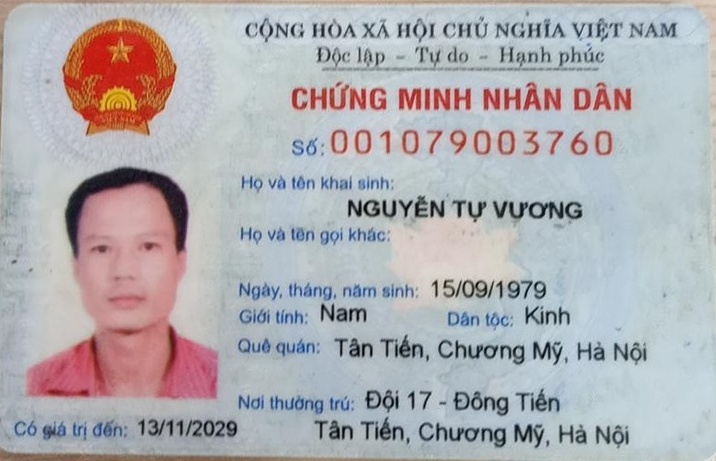 CỘNG HÒA XÃ HỘI CHỦ NGHĨA VIỆT NAM
Độc lập - Tự do - Hạnh phúc
CHỨNG MINH NHÂN DÂN
Số: 001079003760
Họ và tên khai sinh:
NGUYỄN TỰ VƯƠNG
Họ và tên gọi khác:
Ngày, tháng, năm sinh: 15/09/1979
Giới tính: Nam Dân tộc: Kinh
Quê quán: Tân Tiến, Chương Mỹ, Hà Nội
Nơi thường trú: Đội 17 - Đông Tiến
Tân Tiến, Chương Mỹ, Hà Nội
Có giá trị đến: 13/11/2029